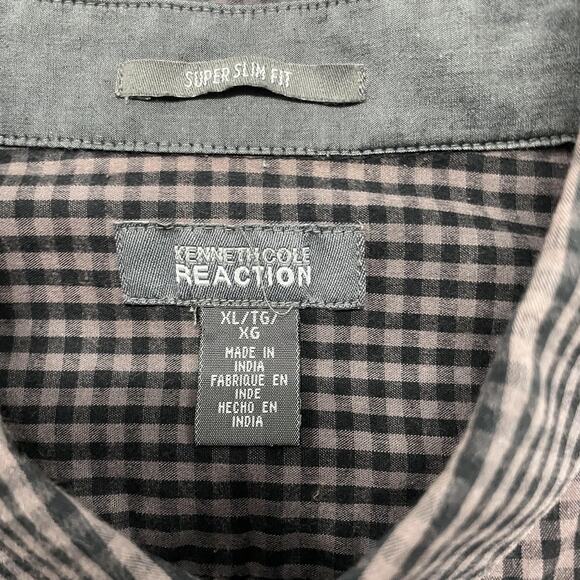 SUPER SLIM FIT
KENNETH COLE
REACTION
XL/TG/
XG
MADE IN
INDIA
FABRIQUE EN
INDE
HECHO EN
INDIA